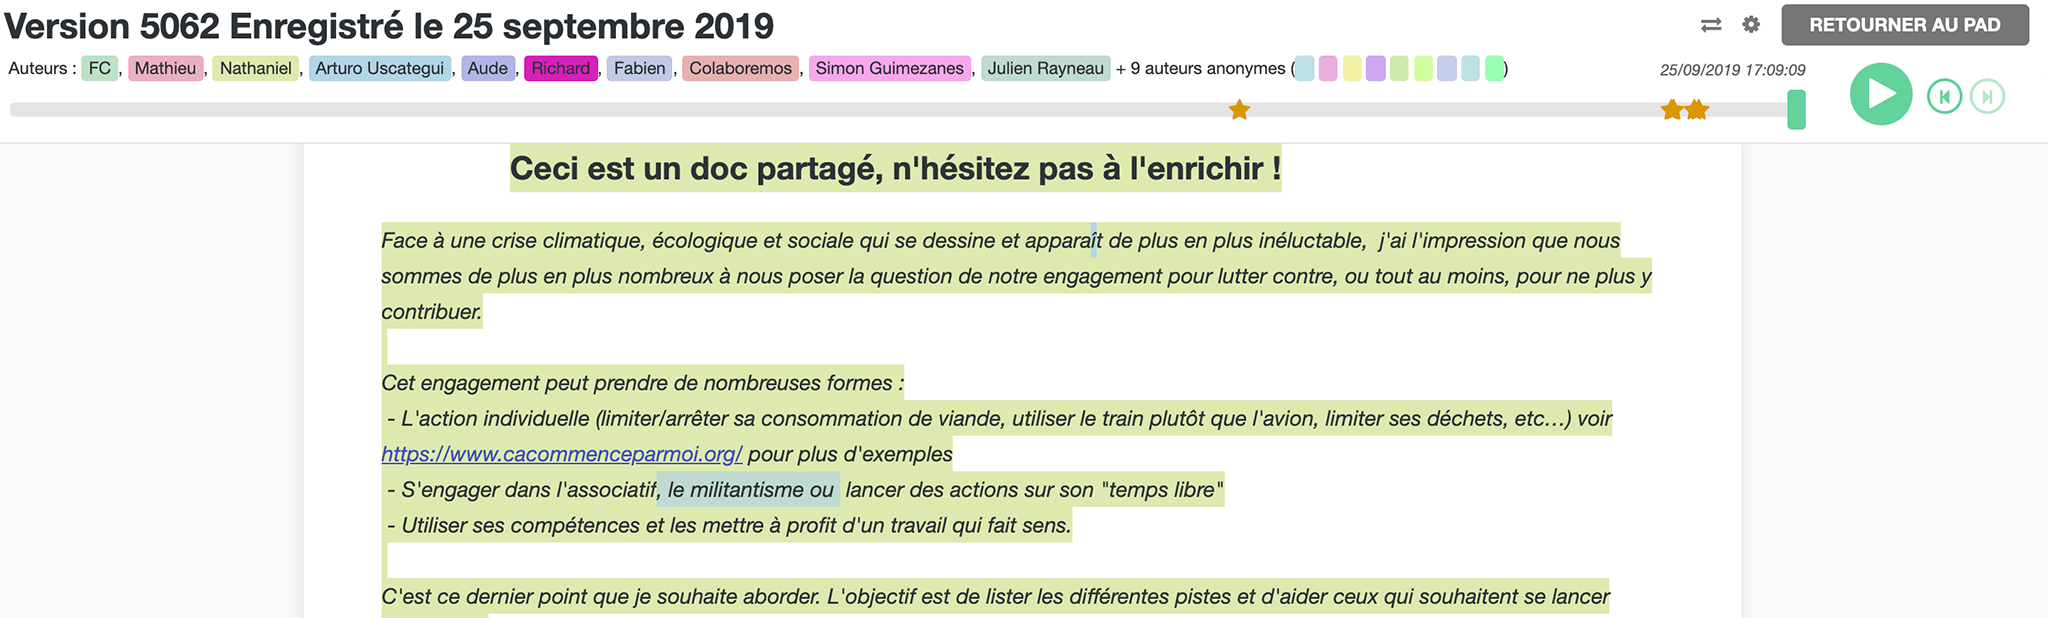 Version 5062 Enregistré le 25 septembre 2019
RETOURNER AU PAD
Auteurs : FC , Mathieu , Nathaniel , Arturo Uscategui , Aude , Richard , Fabien , Colaboremos , Simon Guimezanes , Julien Rayneau + 9 auteurs anonymes ( )
25/09/2019 17:09:09
Ceci est un doc partagé, n'hésitez pas à l'enrichir !
Face à une crise climatique, écologique et sociale qui se dessine et apparaît de plus en plus inéluctable, j'ai l'impression que nous
sommes de plus en plus nombreux à nous poser la question de notre engagement pour lutter contre, ou tout au moins, pour ne plus y
contribuer.
Cet engagement peut prendre de nombreuses formes :
- L'action individuelle (limiter/arrêter sa consommation de viande, utiliser le train plutôt que l'avion, limiter ses déchets, etc...) voir
https://www.cacommenceparmoi.org/ pour plus d'exemples
- S'engager dans l'associatif, le militantisme ou lancer des actions sur son "temps libre"
- Utiliser ses compétences et les mettre à profit d'un travail qui fait sens.
C'est ce dernier point que je souhaite aborder. L'objectif est de lister les différentes pistes et d'aider ceux qui souhaitent se lancer